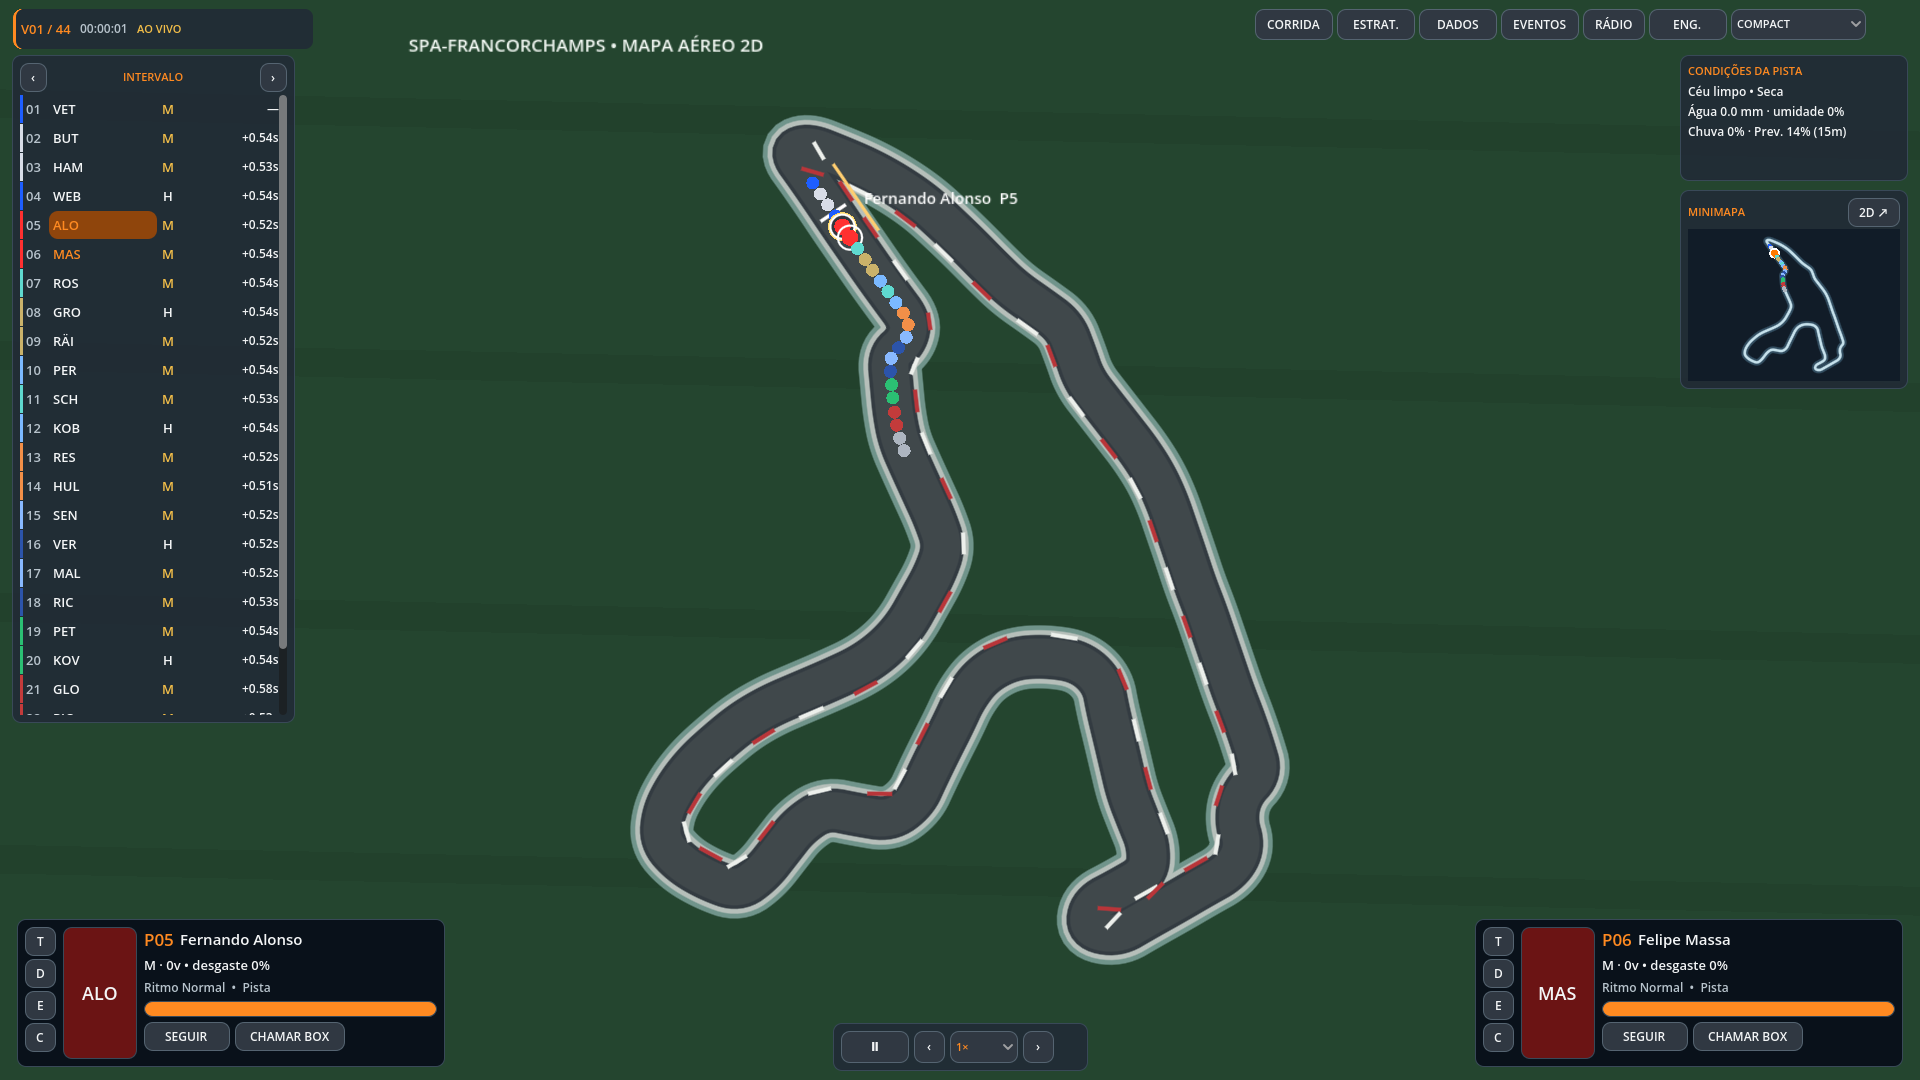 V01 / 44 00:00:01 AO VIVO
SPA-FRANCORCHAMPS • MAPA AÉREO 2D
CORRIDA ESTRAT. DADOS EVENTOS RÁDIO ENG. COMPACT
‹ INTERVALO ›
01 VET M —
02 BUT M +0.54s
03 HAM M +0.53s
04 WEB H +0.54s
05 ALO M +0.52s
06 MAS M +0.54s
07 ROS M +0.54s
08 GRO H +0.54s
09 RÄI M +0.52s
10 PER M +0.54s
11 SCH M +0.53s
12 KOB H +0.54s
13 RES M +0.52s
14 HUL M +0.51s
15 SEN M +0.52s
16 VER H +0.52s
17 MAL M +0.52s
18 RIC M +0.53s
19 PET M +0.54s
20 KOV H +0.54s
21 GLO M +0.58s
Fernando Alonso P5
CONDIÇÕES DA PISTA
Céu limpo • Seca
Água 0.0 mm · umidade 0%
Chuva 0% · Prev. 14% (15m)
MINIMAPA 2D ↗
T
D
E
C
ALO
P05 Fernando Alonso
M · 0v • desgaste 0%
Ritmo Normal • Pista
SEGUIR CHAMAR BOX
‹ 1× ›
T
D
E
C
MAS
P06 Felipe Massa
M · 0v • desgaste 0%
Ritmo Normal • Pista
SEGUIR CHAMAR BOX